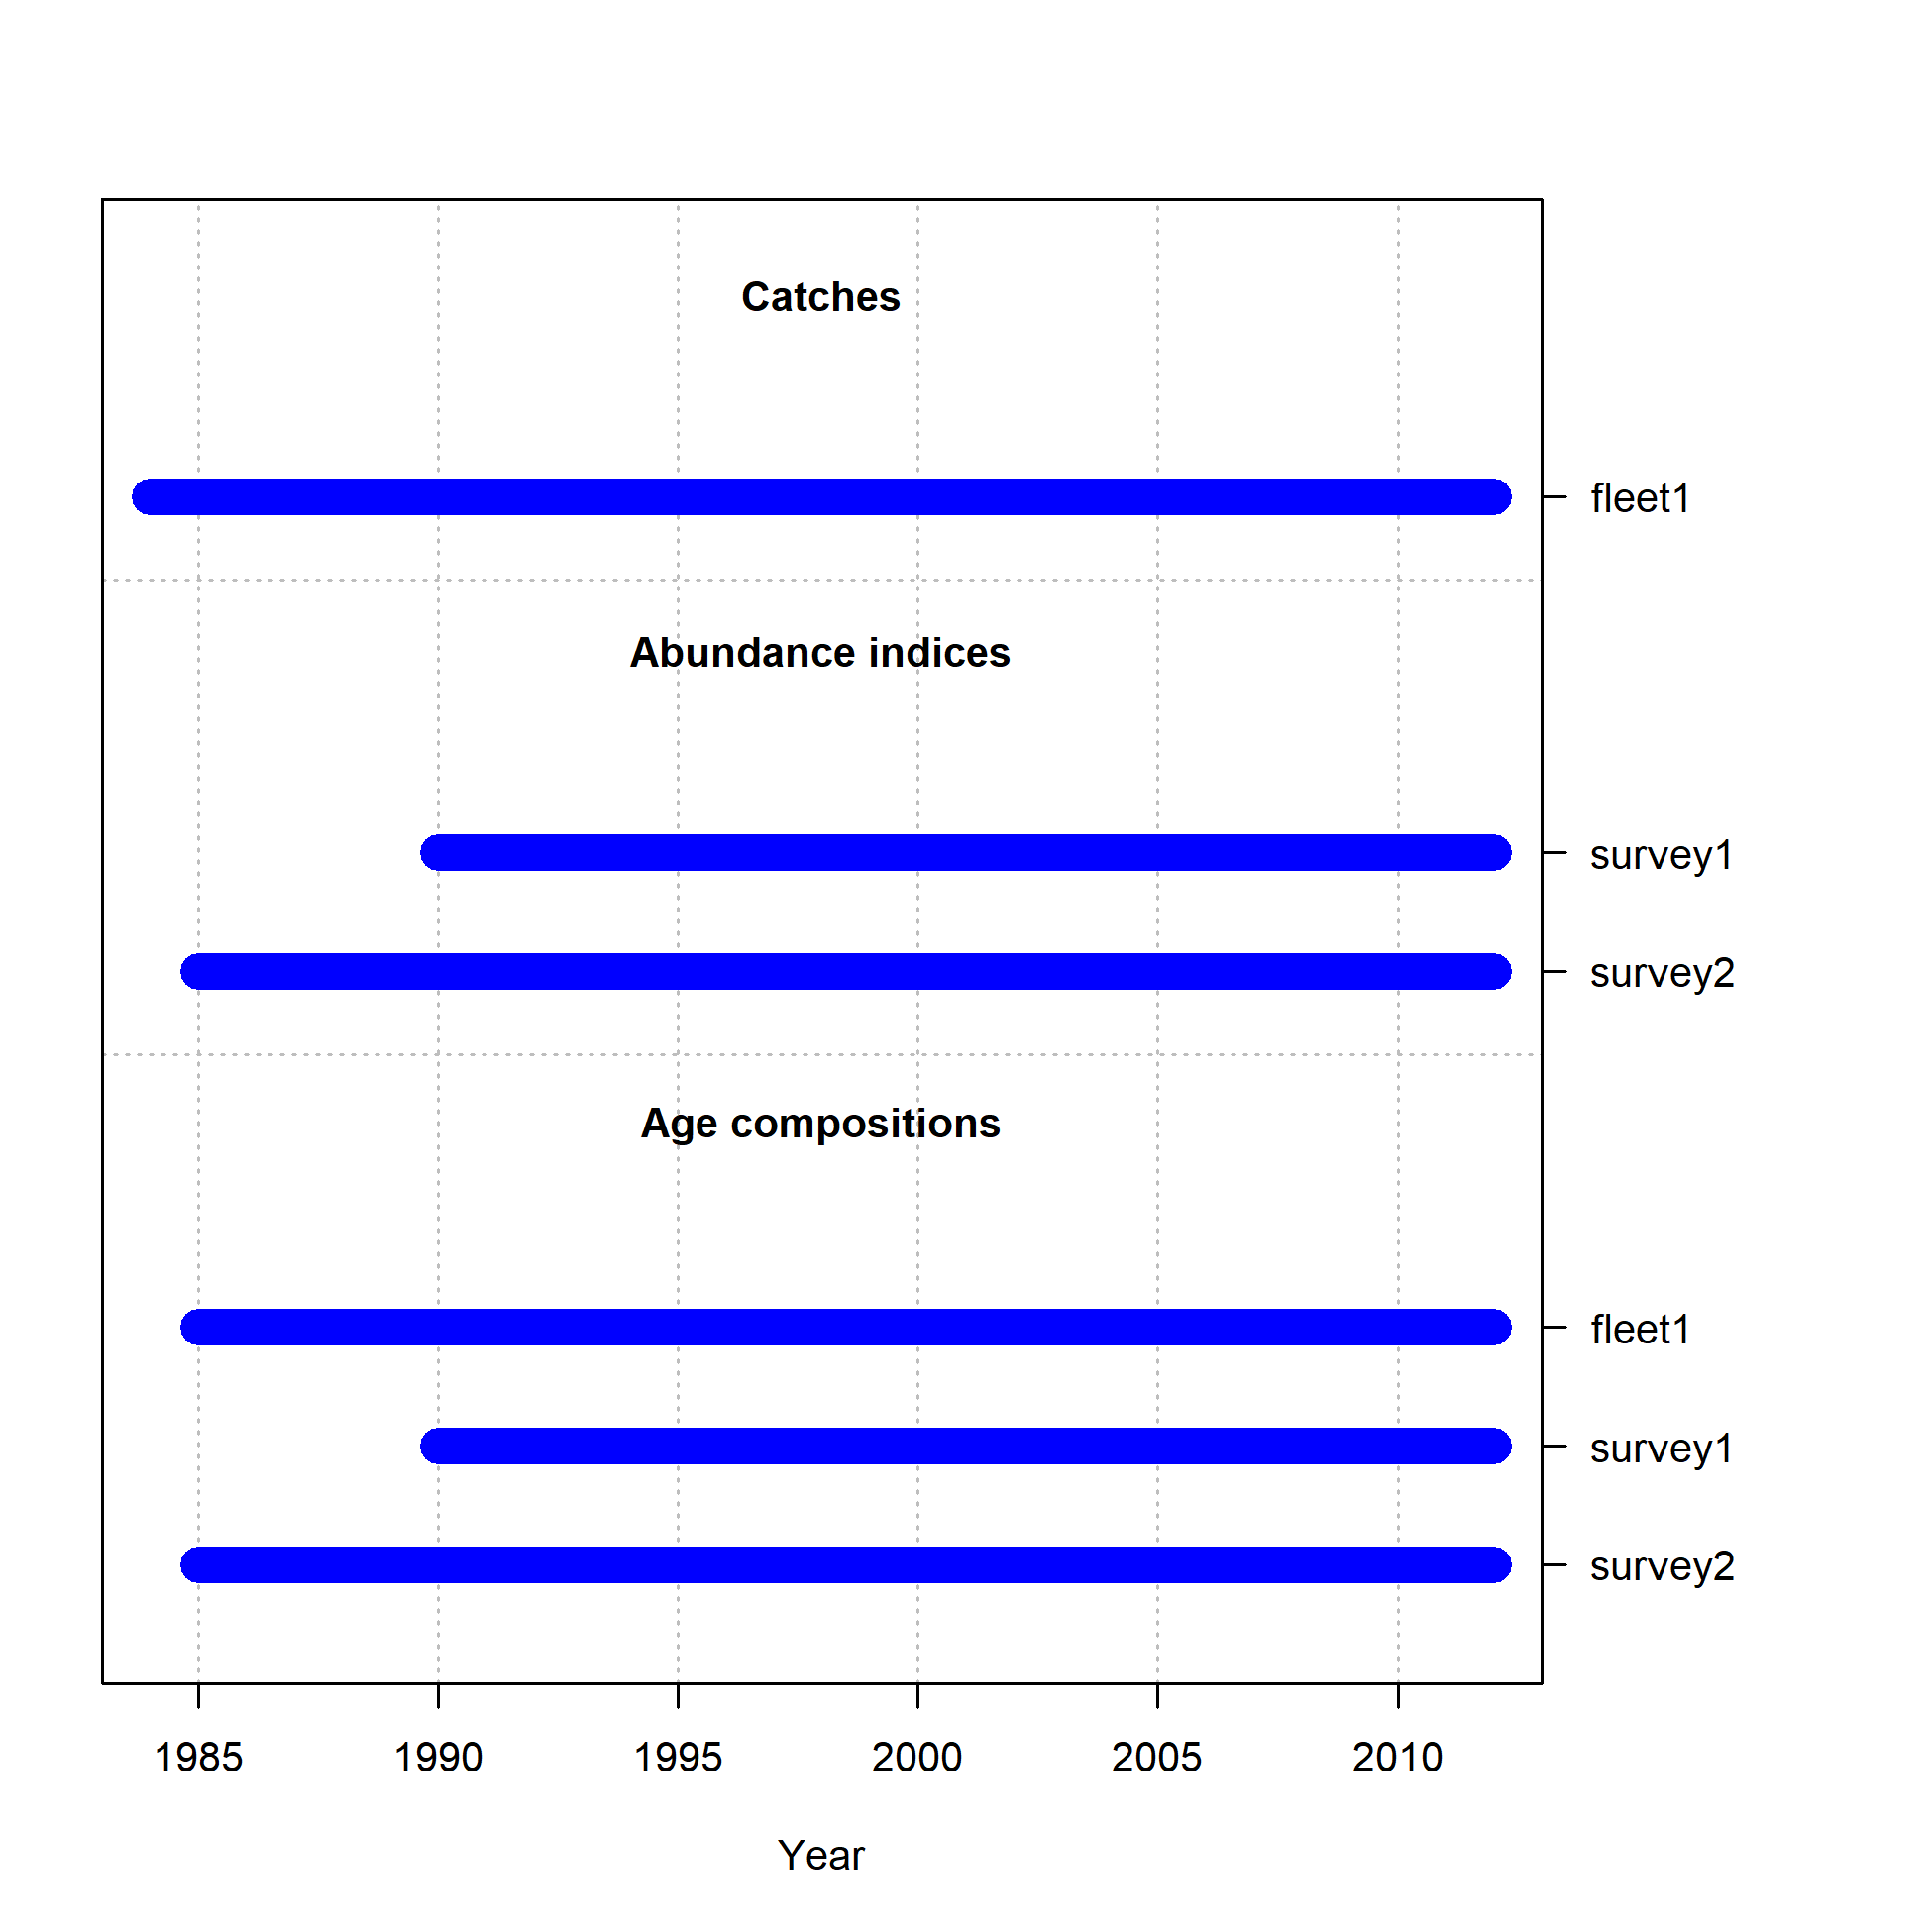 Catches
fleet1
Abundance indices
survey1
survey2
Age compositions
fleet1
survey1
survey2
1985 1990 1995 2000 2005 2010
Year